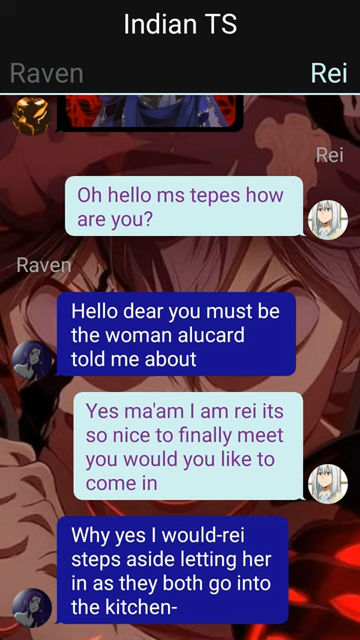 Indian TS
Raven
Rei
Rei
Oh hello ms tepes how
are you?
Raven
Hello dear you must be
the woman alucard
told me about
Yes ma'am I am rei its
so nice to finally meet
you would you like to
come in
Why yes I would-rei
steps aside letting her
in as they both go into
the kitchen-